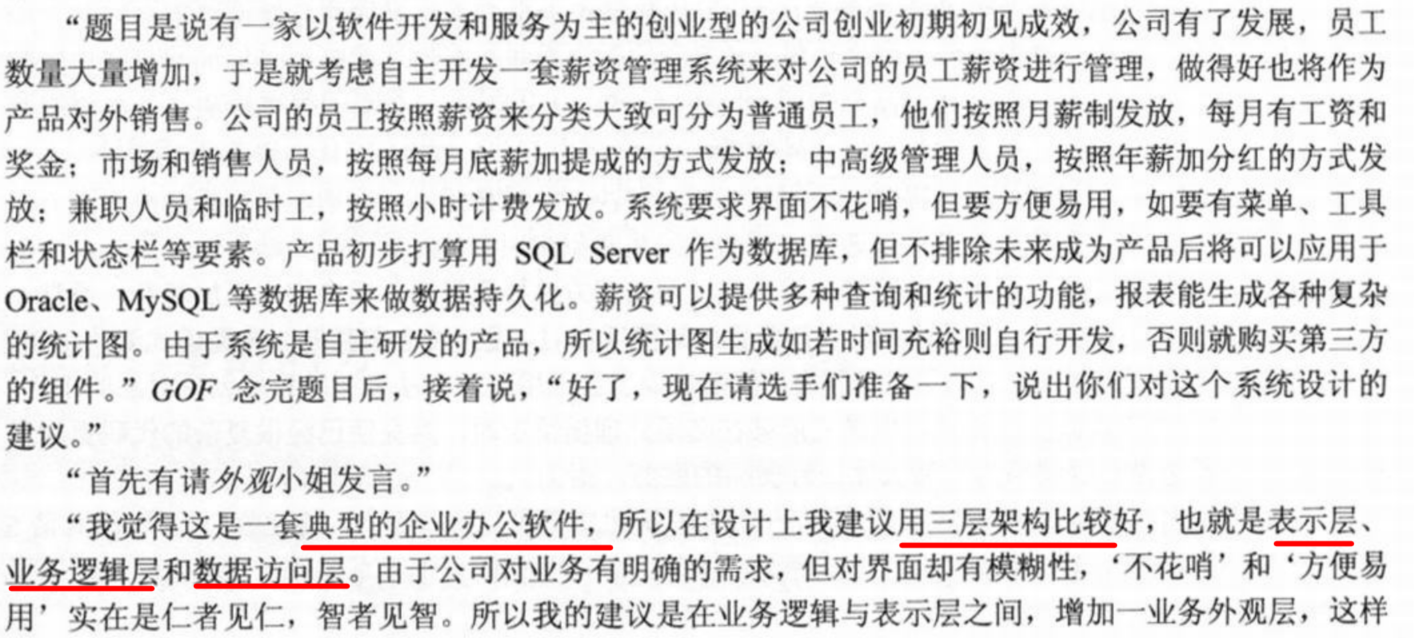 “题目是说有一家以软件开发和服务为主的创业型的公司创业初期初见成效，公司有了发展，员工
数量大量增加，于是就考虑自主开发一套薪资管理系统来对公司的员工薪资进行管理，做得好也将作为
产品对外销售。公司的员工按照薪资来分类大致可分为普通员工，他们按照月薪制发放，每月有工资和
奖金；市场和销售人员，按照每月底薪加提成的方式发放；中高级管理人员，按照年薪加分红的方式发
放；兼职人员和临时工，按照小时计费发放。系统要求界面不花哨，但要方便易用，如要有菜单、工具
栏和状态栏等要素。产品初步打算用 SQL Server 作为数据库，但不排除未来成为产品后将可以应用于
Oracle、MySQL 等数据库来做数据持久化。薪资可以提供多种查询和统计的功能，报表能生成各种复杂
的统计图。由于系统是自主研发的产品，所以统计图生成如若时间充裕则自行开发，否则就购买第三方
的组件。”GOF 念完题目后，接着说，“好了，现在请选手们准备一下，说出你们对这个系统设计的
建议。”
“首先有请外观小姐发言。”
“我觉得这是一套典型的企业办公软件，所以在设计上我建议用三层架构比较好，也就是表示层、
业务逻辑层和数据访问层。由于公司对业务有明确的需求，但对界面却有模糊性，‘不花哨’和‘方便易
用’实在是仁者见仁，智者见智。所以我的建议是在业务逻辑与表示层之间，增加一业务外观层，这样